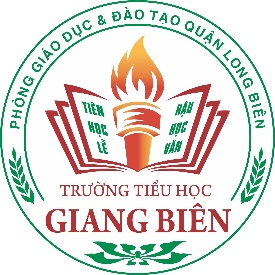 PHÒNG GIÁO DỤC & ĐÀO TẠO QUẬN LONG BIÊN
TIÊN
HỌC
LỄ
HẬU
HỌC
VĂN
TRƯỜNG TIỂU HỌC
GIANG BIÊN